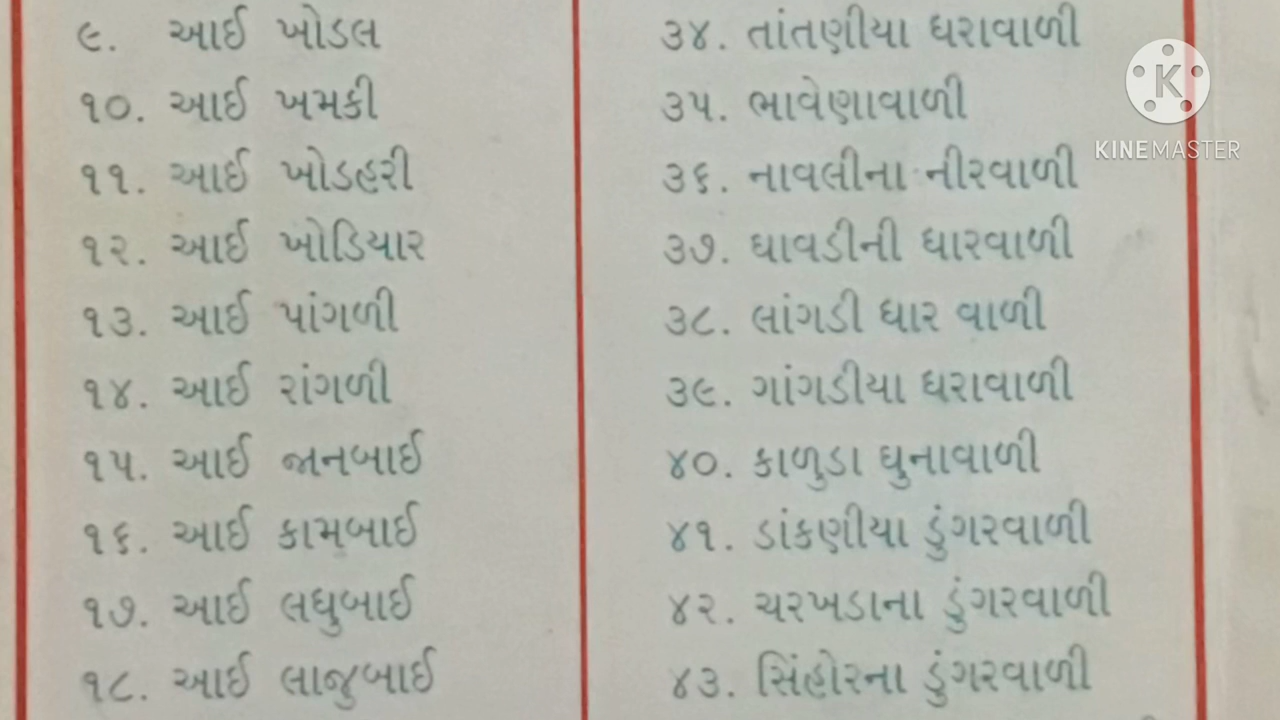 ૯. આઈ ખોડલ
૧૦. આઈ ખમકી
૧૧. આઈ ખોડહરી
૧૨. આઈ ખોડિયાર
૧૩. આઈ પાંગળી
૧૪. આઈ રાંગળી
૧૫. આઈ જાનબાઈ
૧૬. આઈ કામબાઈ
૧૭. આઈ લઘુબાઈ
૧૮. આઈ લાજુબાઈ
૩૪. તાંતણીયા ધરાવાળી
૩૫. ભાવેણાવાળી
૩૬. નાવલીના નીરવાળી
૩૭. ઘાવડીની ધારવાળી
૩૮. લાંગડી ધાર વાળી
૩૯. ગાંગડીયા ધરાવાળી
૪૦. કાળુડા ઘુનાવાળી
૪૧. ડાંકણીયા ડુંગરવાળી
૪૨. ચરખડાના ડુંગરવાળી
૪૩. સિંહોરના ડુંગરવાળી
K
KINEMASTER